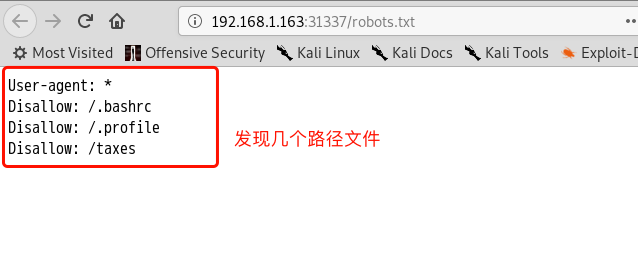 192.168.1.163:31337/robots.txt
Most Visited Offensive Security Kali Linux Kali Docs Kali Tools Exploit-D
User-agent: *
Disallow: /.bashrc
Disallow: /.profile
Disallow: /taxes
发现几个路径文件